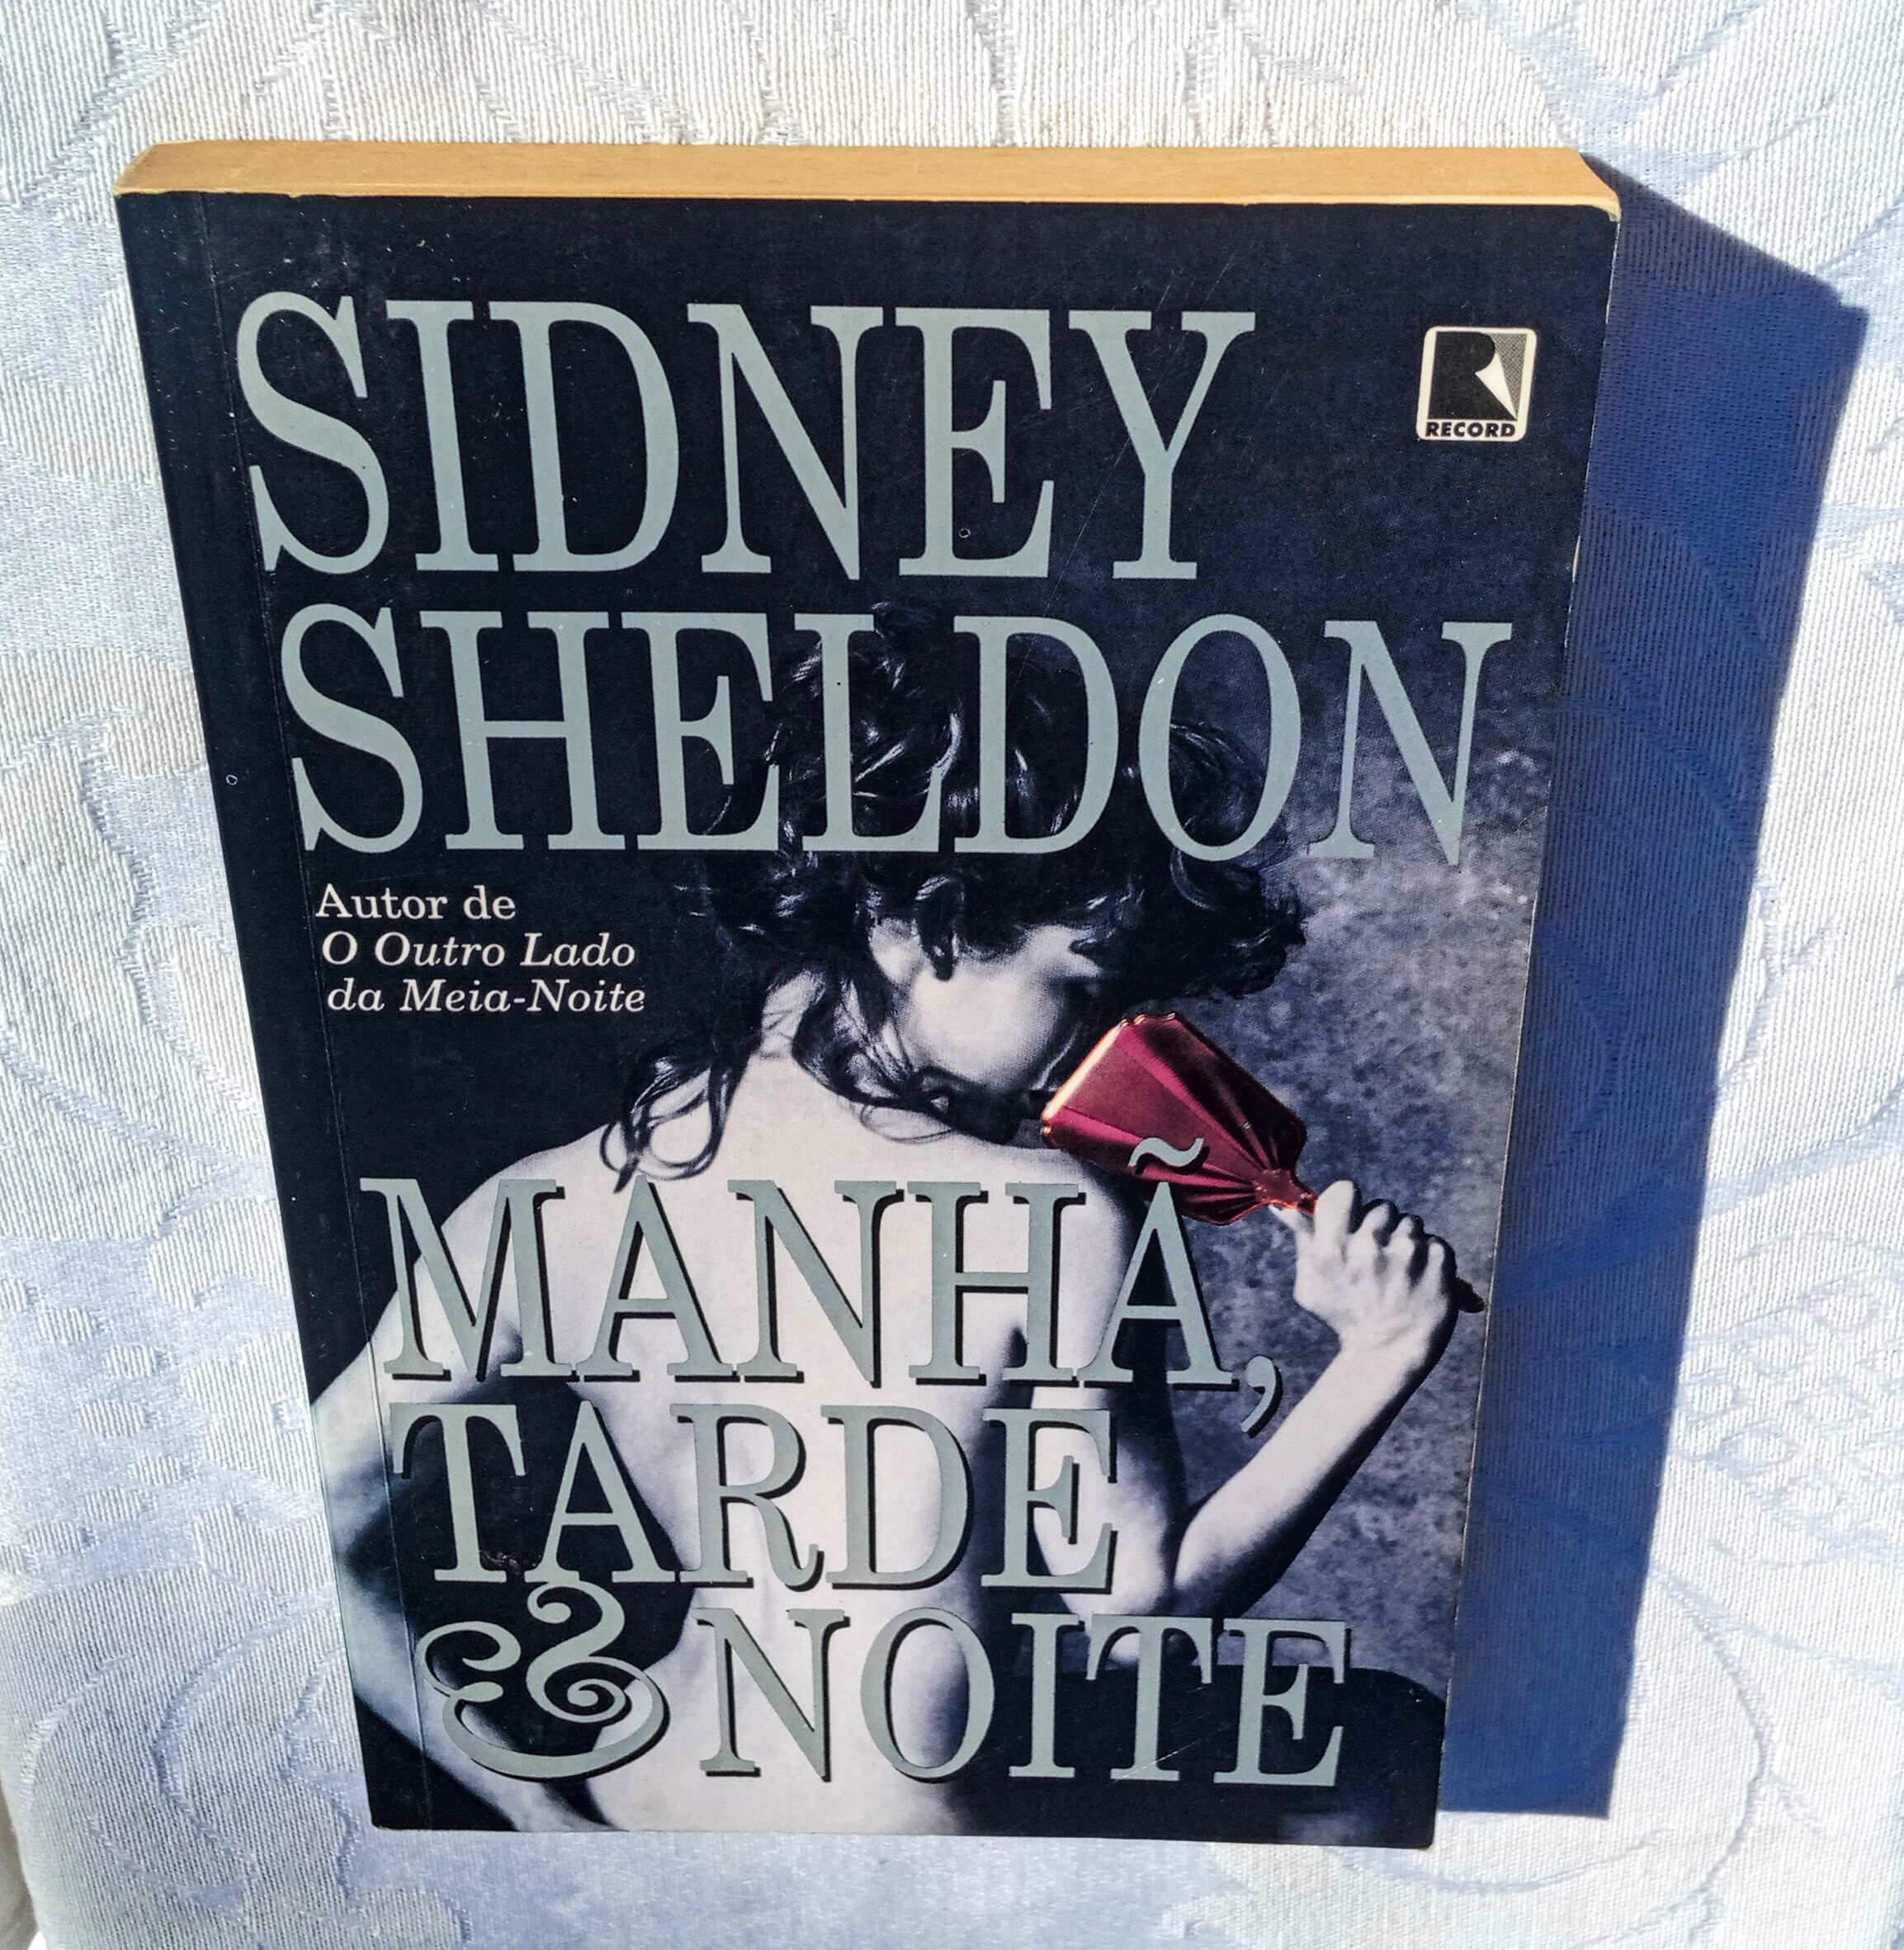 SIDNEY
RECORD
SHELDON
Autor de
O Outro Lado
da Meia-Noite
MANHÃ,
TARDE
& NOITE